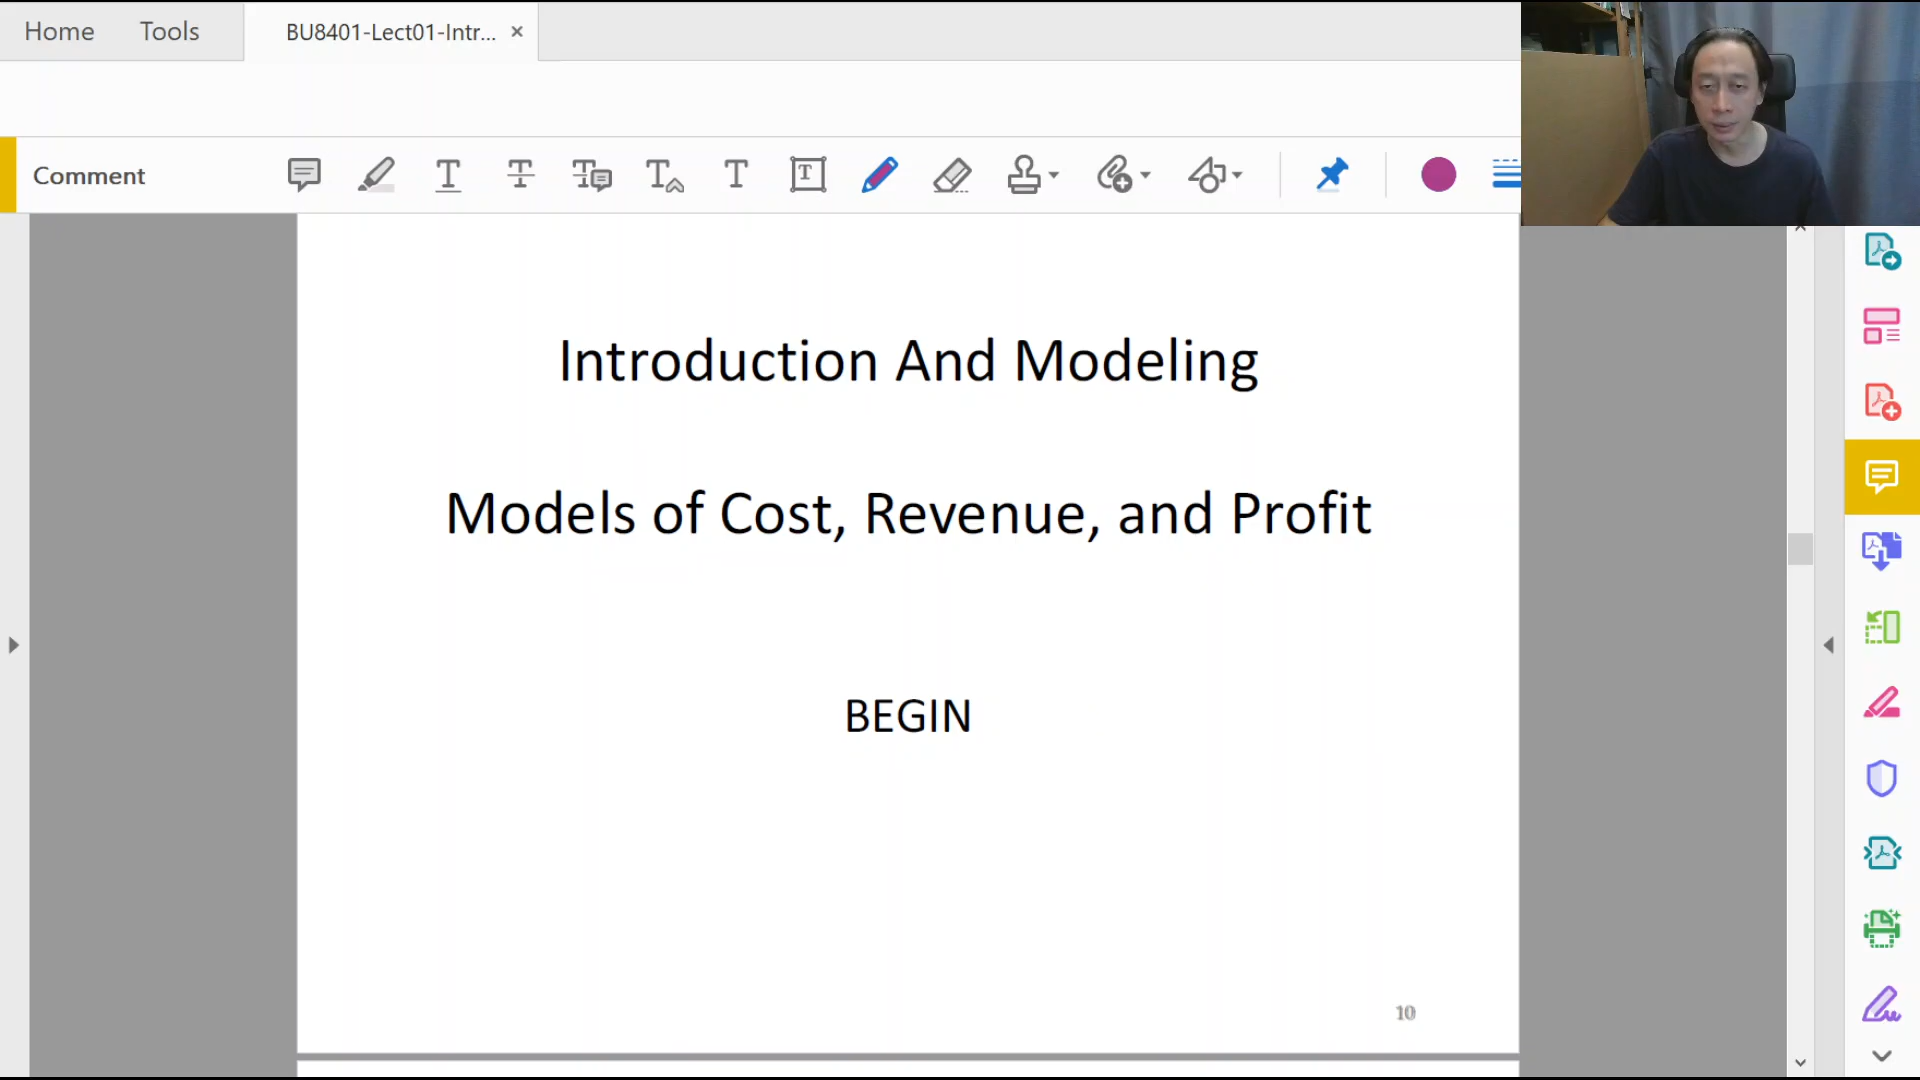 Home Tools BU8401-Lect01-Intr... ×
Comment
Introduction And Modeling
Models of Cost, Revenue, and Profit
BEGIN
10